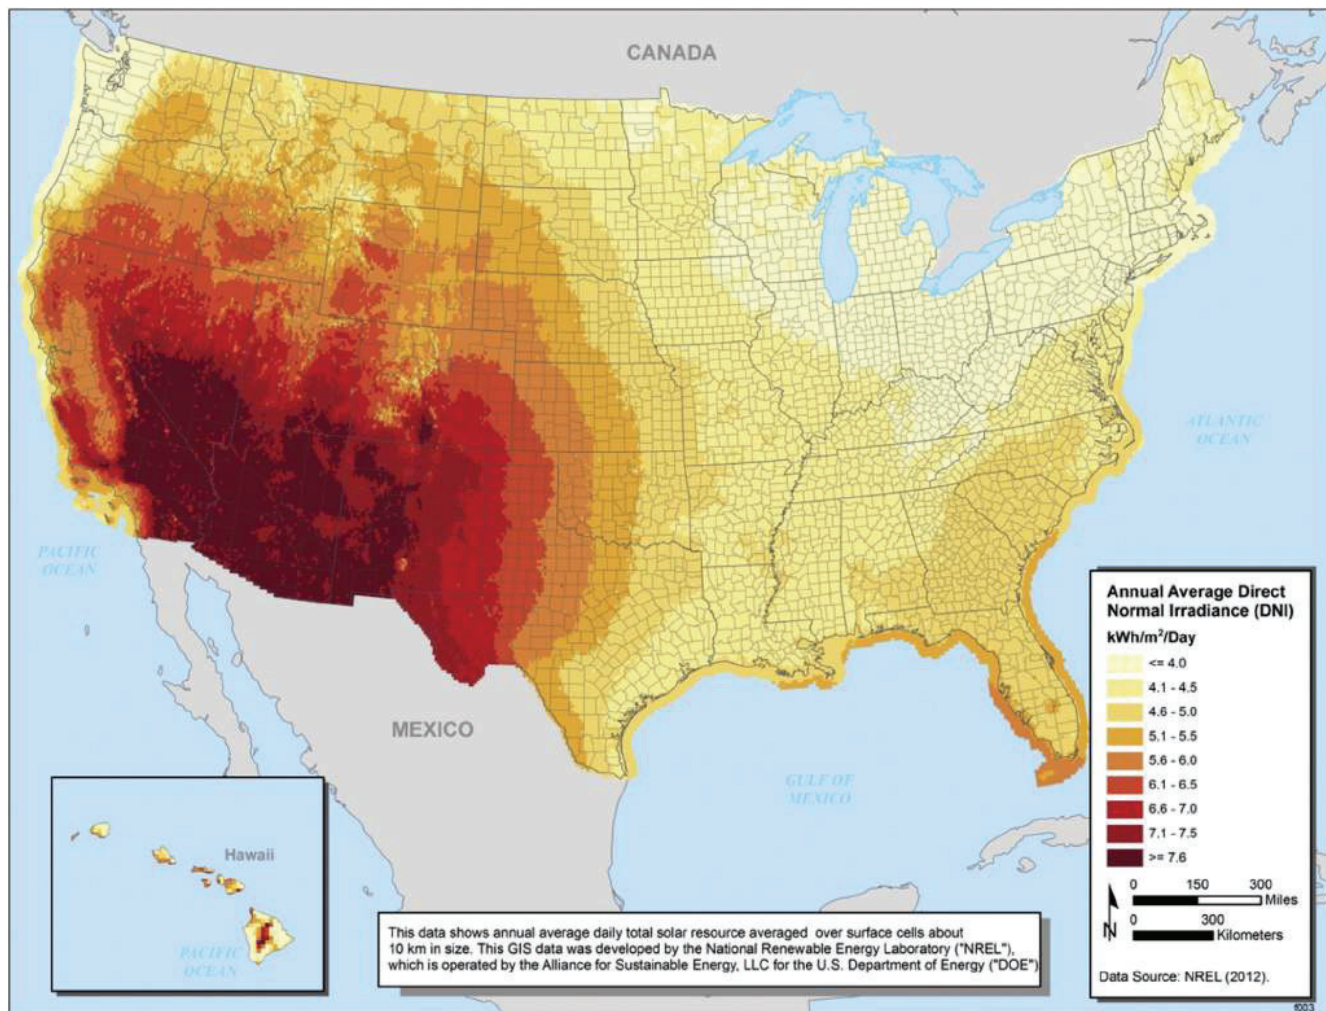 CANADA
ATLANTIC
OCEAN
PACIFIC
OCEAN
MEXICO
GULF OF
MEXICO
Hawaii
PACIFIC
OCEAN
Annual Average Direct
Normal Irradiance (DNI)
kWh/m²/Day
<= 4.0
4.1 - 4.5
4.6 - 5.0
5.1 - 5.5
5.6 - 6.0
6.1 - 6.5
6.6 - 7.0
7.1 - 7.5
>= 7.6
0 150 300
Miles
0 300
Kilometers
N
Data Source: NREL (2012).
This data shows annual average daily total solar resource averaged over surface cells about
10 km in size. This GIS data was developed by the National Renewable Energy Laboratory ("NREL"),
which is operated by the Alliance for Sustainable Energy, LLC for the U.S. Department of Energy ("DOE")
f003